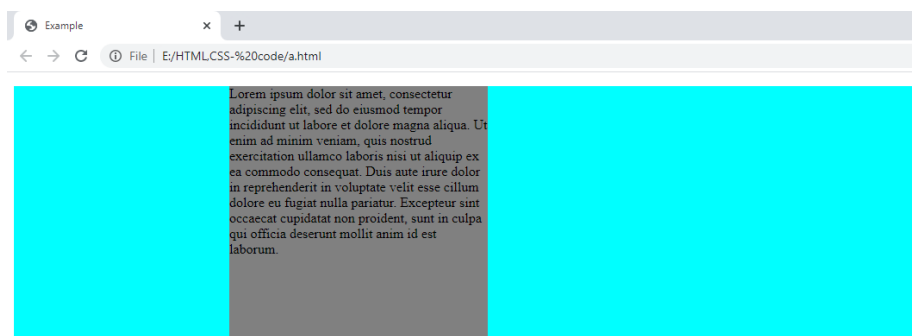 Example
File
E:/HTML,CSS-%20code/a.html
Lorem ipsum dolor sit amet, consectetur
adipiscing elit, sed do eiusmod tempor
incididunt ut labore et dolore magna aliqua. Ut
enim ad minim veniam, quis nostrud
exercitation ullamco laboris nisi ut aliquip ex
ea commodo consequat. Duis aute irure dolor
in reprehenderit in voluptate velit esse cillum
dolore eu fugiat nulla pariatur. Excepteur sint
occaecat cupidatat non proident, sunt in culpa
qui officia deserunt mollit anim id est
laborum.